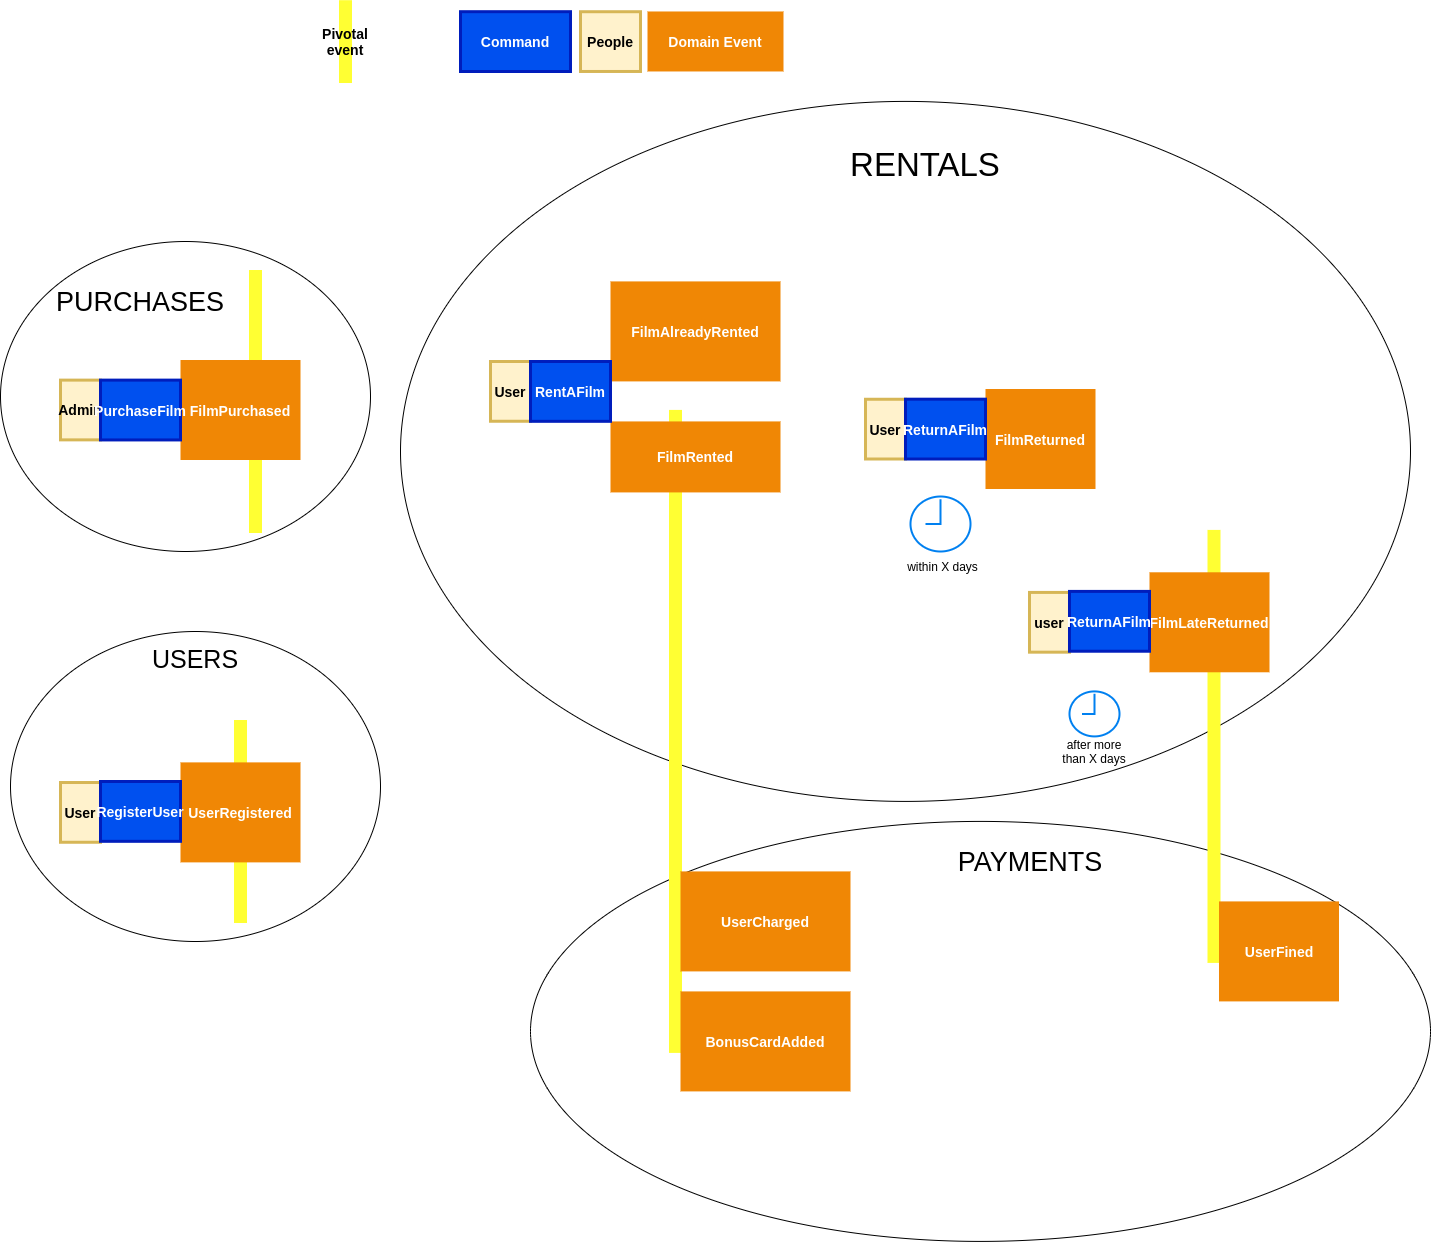 Pivotal
event
Command
People
Domain Event
RENTALS
PURCHASES
FilmAlreadyRented
User
RentAFilm
FilmRented
Admin
PurchaseFilm
FilmPurchased
User
ReturnAFilm
FilmReturned
within X days
user
ReturnAFilm
FilmLateReturned
after more
than X days
USERS
User
RegisterUser
UserRegistered
PAYMENTS
UserCharged
UserFined
BonusCardAdded